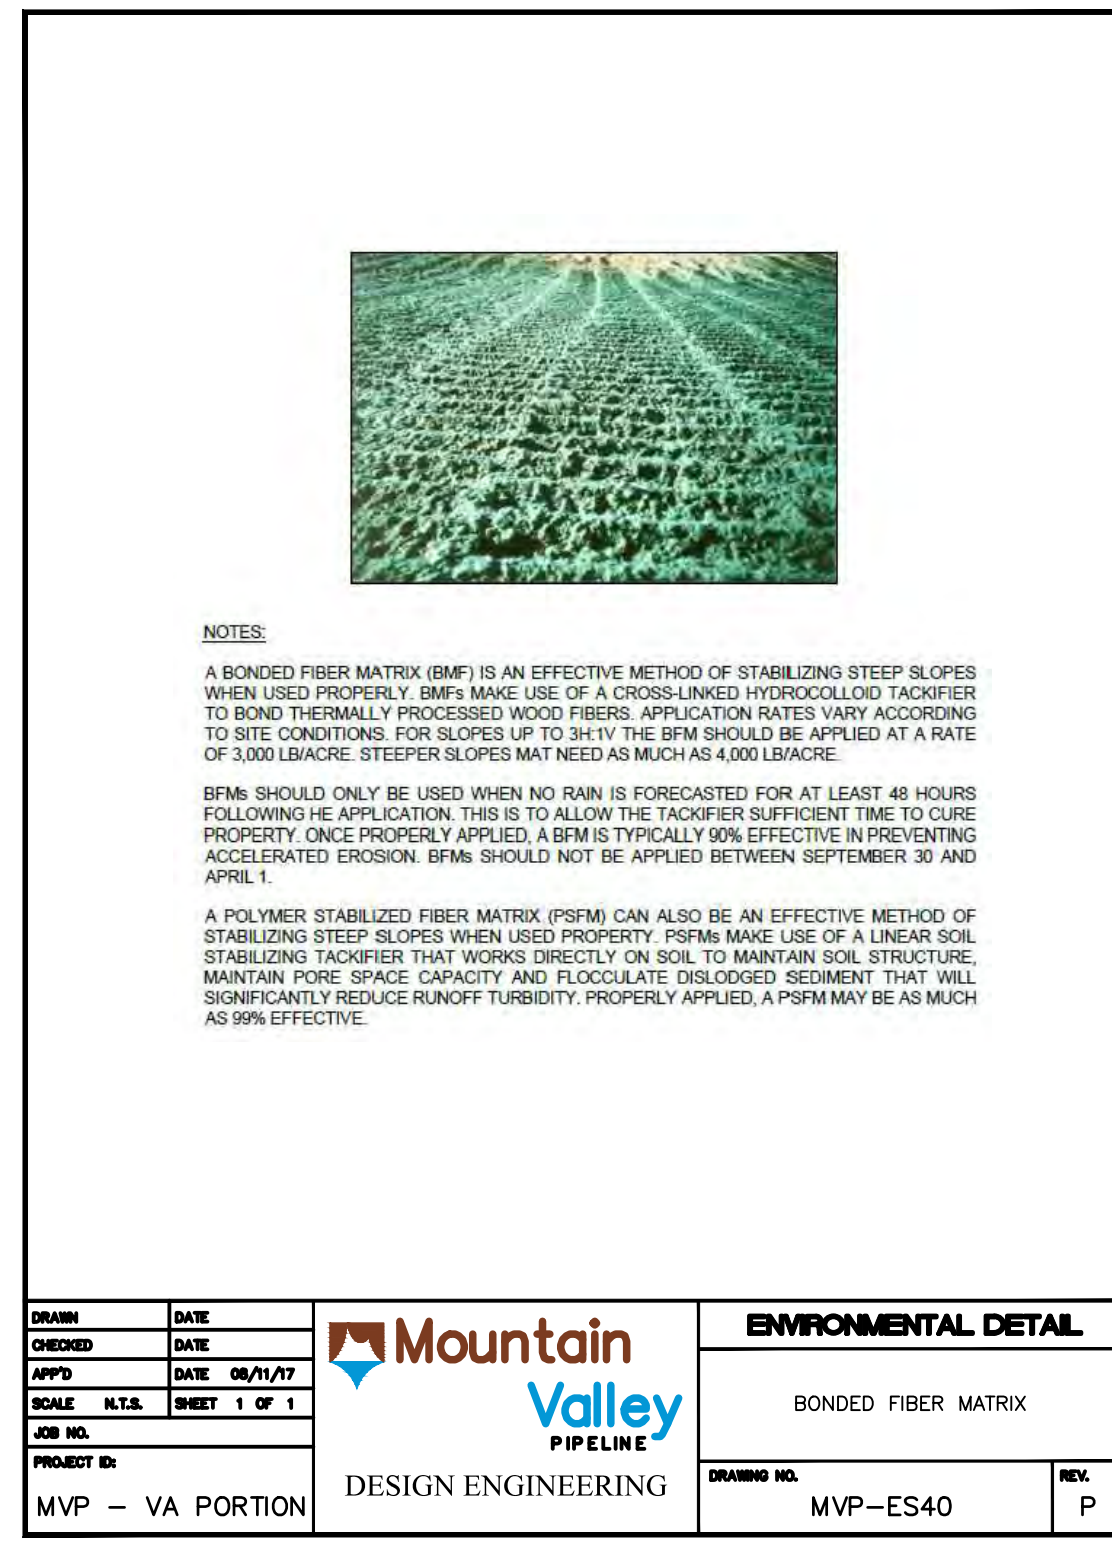 NOTES:
A BONDED FIBER MATRIX (BMF) IS AN EFFECTIVE METHOD OF STABILIZING STEEP SLOPES
WHEN USED PROPERLY. BMFs MAKE USE OF A CROSS-LINKED HYDROCOLLOID TACKIFIER
TO BOND THERMALLY PROCESSED WOOD FIBERS. APPLICATION RATES VARY ACCORDING
TO SITE CONDITIONS. FOR SLOPES UP TO 3H:1V THE BFM SHOULD BE APPLIED AT A RATE
OF 3,000 LB/ACRE. STEEPER SLOPES MAT NEED AS MUCH AS 4,000 LB/ACRE.
BFMs SHOULD ONLY BE USED WHEN NO RAIN IS FORECASTED FOR AT LEAST 48 HOURS
FOLLOWING HE APPLICATION. THIS IS TO ALLOW THE TACKIFIER SUFFICIENT TIME TO CURE
PROPERTY. ONCE PROPERLY APPLIED, A BFM IS TYPICALLY 90% EFFECTIVE IN PREVENTING
ACCELERATED EROSION. BFMs SHOULD NOT BE APPLIED BETWEEN SEPTEMBER 30 AND
APRIL 1.
A POLYMER STABILIZED FIBER MATRIX (PSFM) CAN ALSO BE AN EFFECTIVE METHOD OF
STABILIZING STEEP SLOPES WHEN USED PROPERTY. PSFMs MAKE USE OF A LINEAR SOIL
STABILIZING TACKIFIER THAT WORKS DIRECTLY ON SOIL TO MAINTAIN SOIL STRUCTURE,
MAINTAIN PORE SPACE CAPACITY AND FLOCCULATE DISLODGED SEDIMENT THAT WILL
SIGNIFICANTLY REDUCE RUNOFF TURBIDITY. PROPERLY APPLIED, A PSFM MAY BE AS MUCH
AS 99% EFFECTIVE.
DRAWN DATE
CHECKED DATE
APP'D DATE 08/11/17
SCALE N.T.S. SHEET 1 OF 1
JOB NO.
PROJECT ID:
MVP - VA PORTION
Mountain
Valley
PIPELINE
DESIGN ENGINEERING
ENVIRONMENTAL DETAIL
BONDED FIBER MATRIX
DRAWING NO.
MVP-ES40
REV.
P